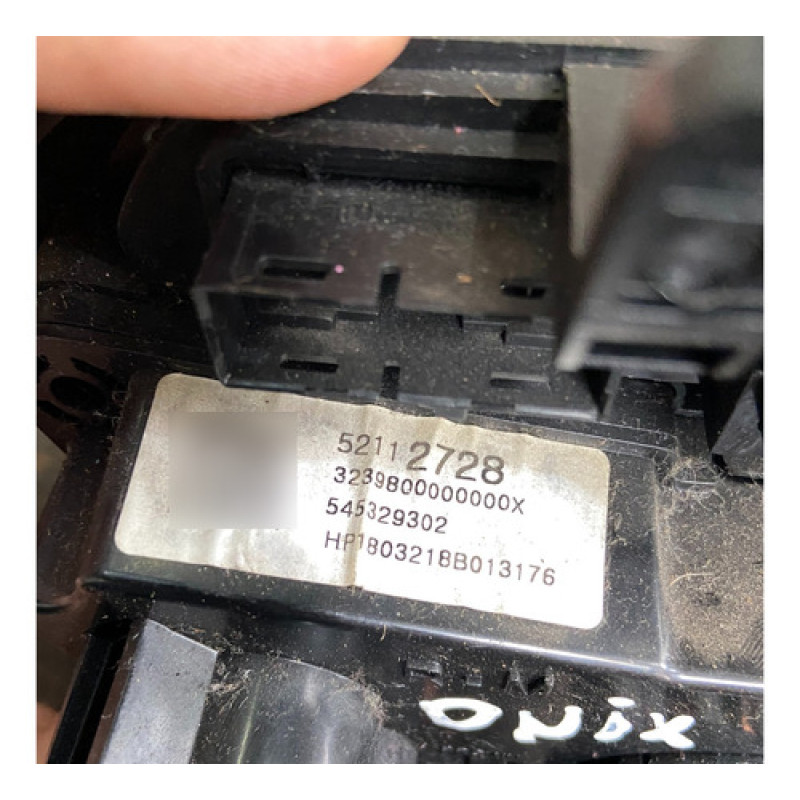 52112728
3239800000000X
545329302
HP1803218B013176
ONix